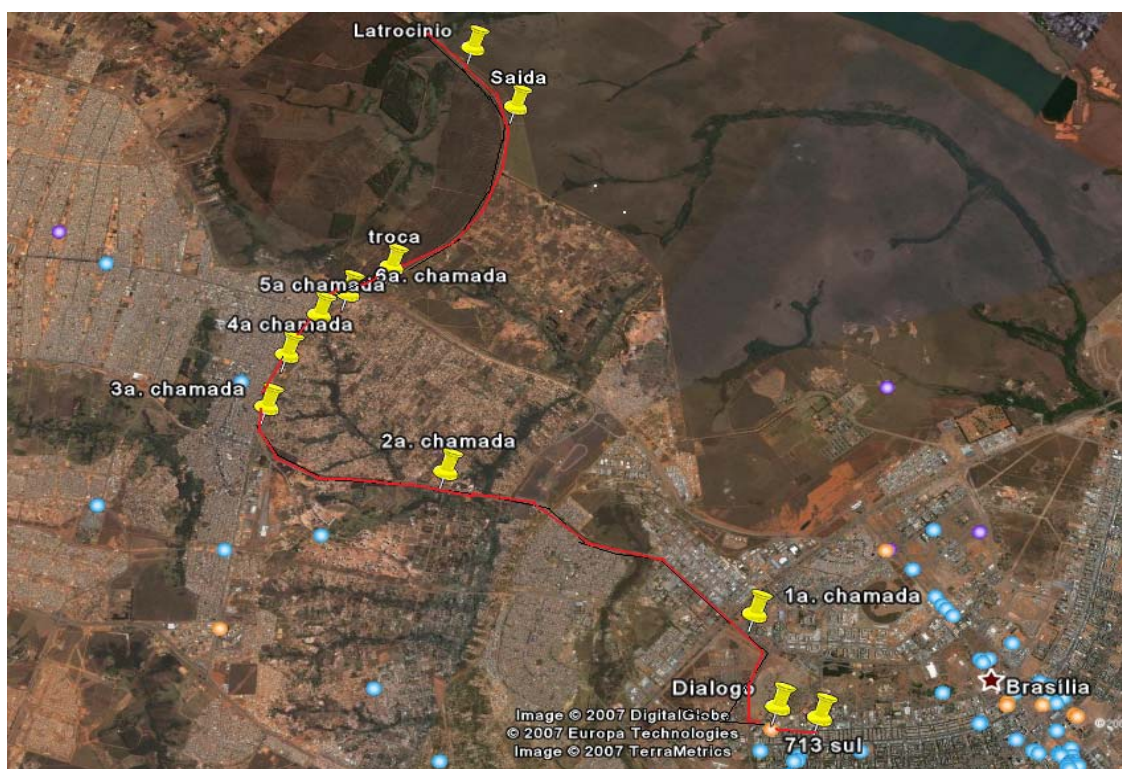 Latrocinio
Saida
troca
6a. chamada
5a chamada
4a chamada
3a. chamada
2a. chamada
1a. chamada
Dialogo
Brasília
713 sul
Image © 2007 DigitalGlobe
© 2007 Europa Technologies
Image © 2007 TerraMetrics